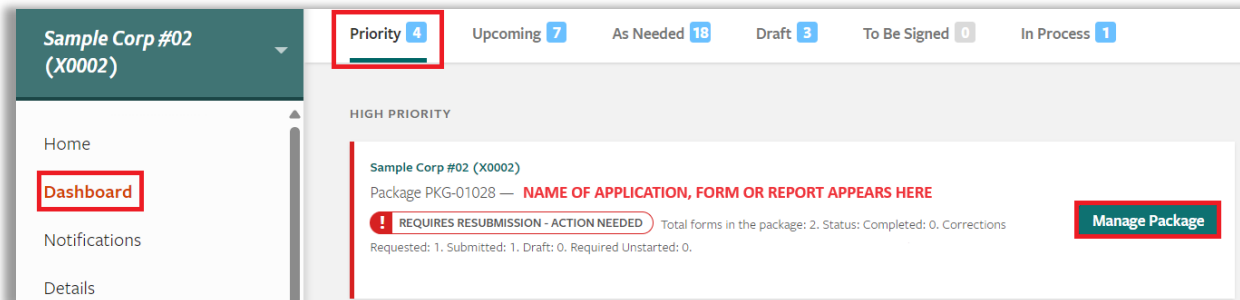 Sample Corp #02
(X0002)
Home
Dashboard
Notifications
Details
Priority 4 Upcoming 7 As Needed 18 Draft 3 To Be Signed 0 In Process 1
HIGH PRIORITY
Sample Corp #02 (X0002)
Package PKG-01028 — NAME OF APPLICATION, FORM OR REPORT APPEARS HERE
! REQUIRES RESUBMISSION - ACTION NEEDED Total forms in the package: 2. Status: Completed: 0. Corrections
Requested: 1. Submitted: 1. Draft: 0. Required Unstarted: 0.
Manage Package